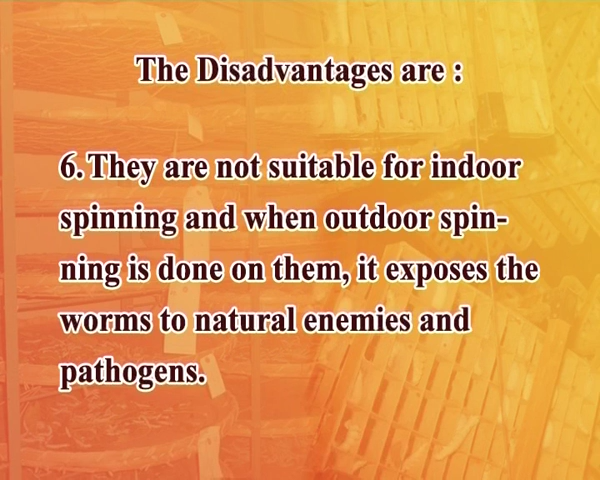 The Disadvantages are :
6. They are not suitable for indoor
spinning and when outdoor spin-
ning is done on them, it exposes the
worms to natural enemies and
pathogens.